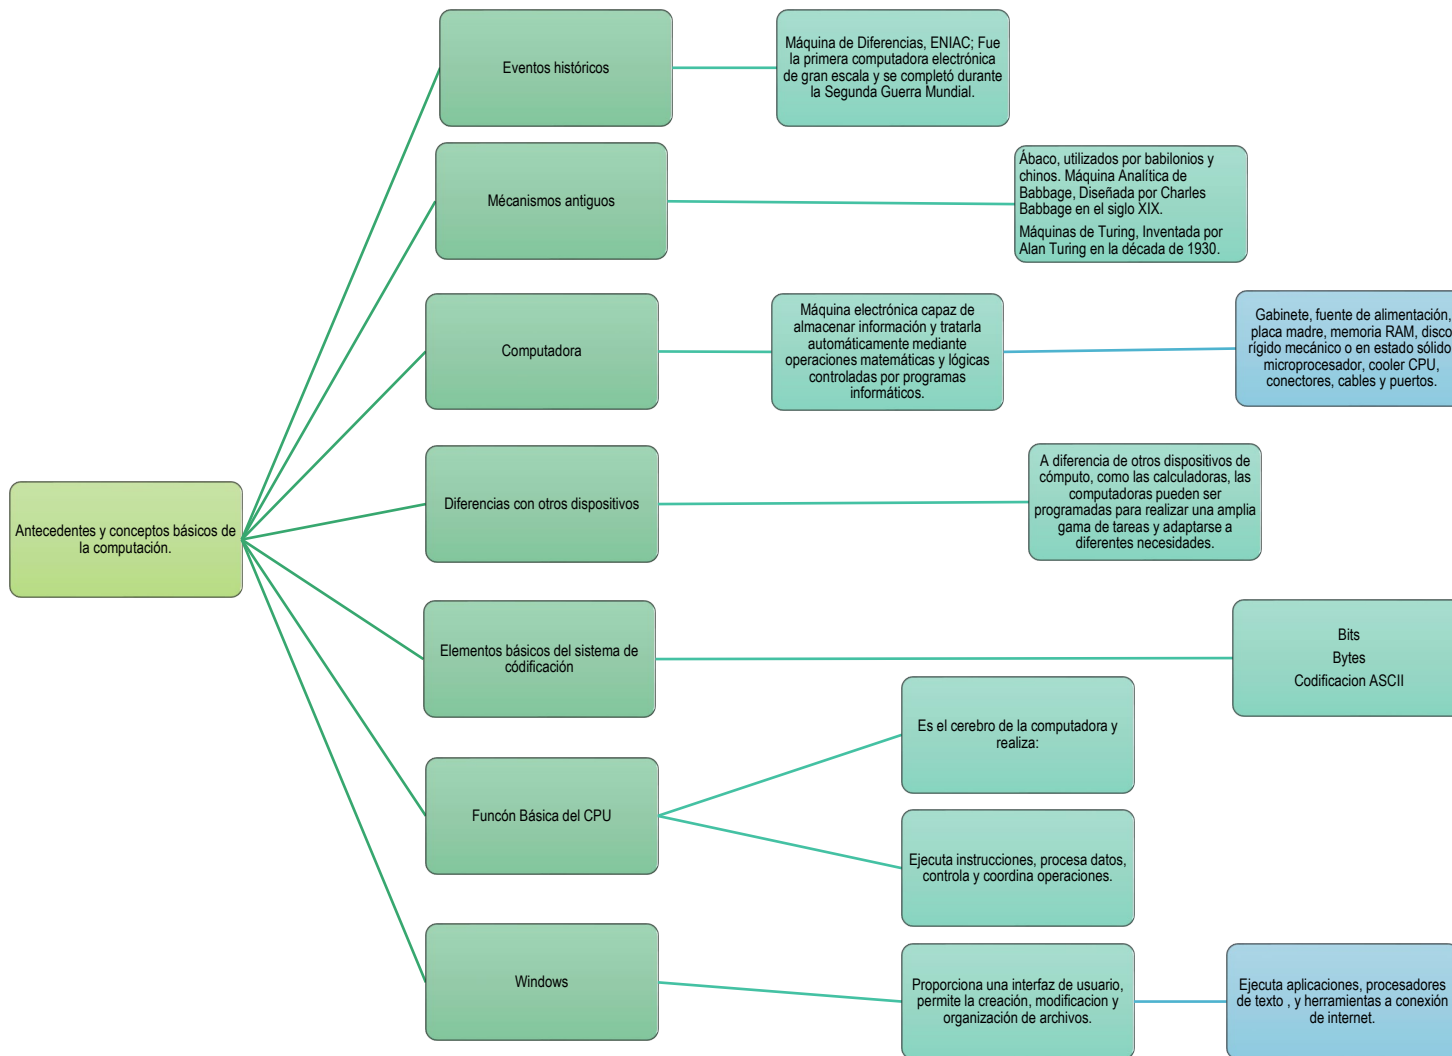 Antecedentes y conceptos básicos de
la computación.
Eventos históricos
Máquina de Diferencias, ENIAC; Fue
la primera computadora electrónica
de gran escala y se completó durante
la Segunda Guerra Mundial.
Mécanismos antiguos
Ábaco, utilizados por babilonios y
chinos. Máquina Analítica de
Babbage, Diseñada por Charles
Babbage en el siglo XIX.
Máquinas de Turing, Inventada por
Alan Turing en la década de 1930.
Computadora
Máquina electrónica capaz de
almacenar información y tratarla
automáticamente mediante
operaciones matemáticas y lógicas
controladas por programas
informáticos.
Gabinete, fuente de alimentación,
placa madre, memoria RAM, disco
rígido mecánico o en estado sólido
microprocesador, cooler CPU,
conectores, cables y puertos.
Diferencias con otros dispositivos
A diferencia de otros dispositivos de
cómputo, como las calculadoras, las
computadoras pueden ser
programadas para realizar una amplia
gama de tareas y adaptarse a
diferentes necesidades.
Elementos básicos del sistema de
códificación
Bits
Bytes
Codificacion ASCII
Funcón Básica del CPU
Es el cerebro de la computadora y
realiza:
Ejecuta instrucciones, procesa datos,
controla y coordina operaciones.
Windows
Proporciona una interfaz de usuario,
permite la creación, modificacion y
organización de archivos.
Ejecuta aplicaciones, procesadores
de texto , y herramientas a conexión
de internet.